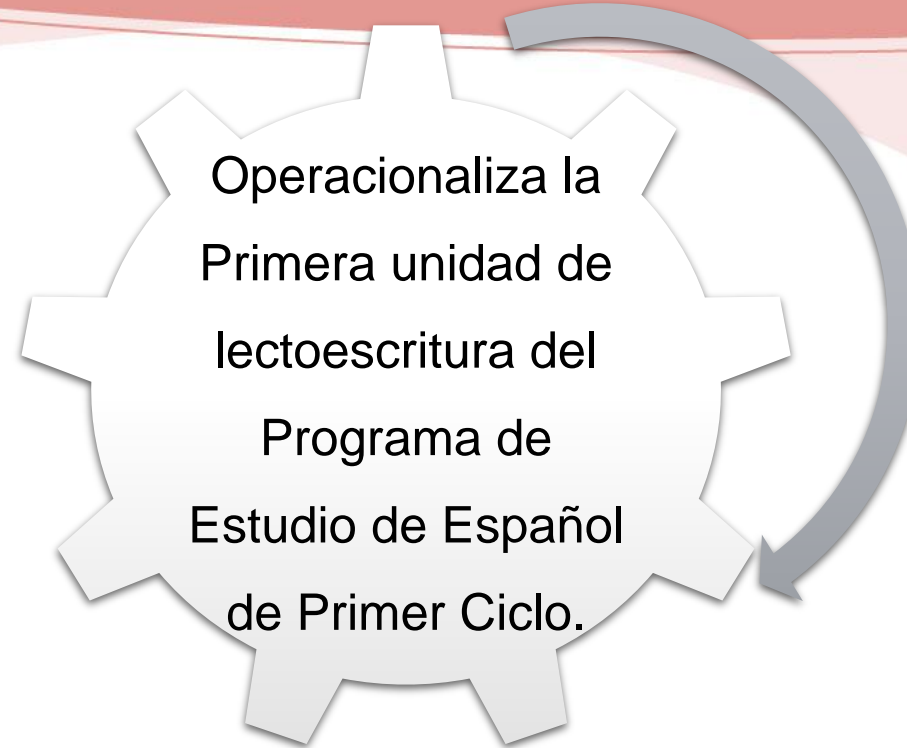 Operacionaliza la
Primera unidad de
lectoescritura del
Programa de
Estudio de Español
de Primer Ciclo.